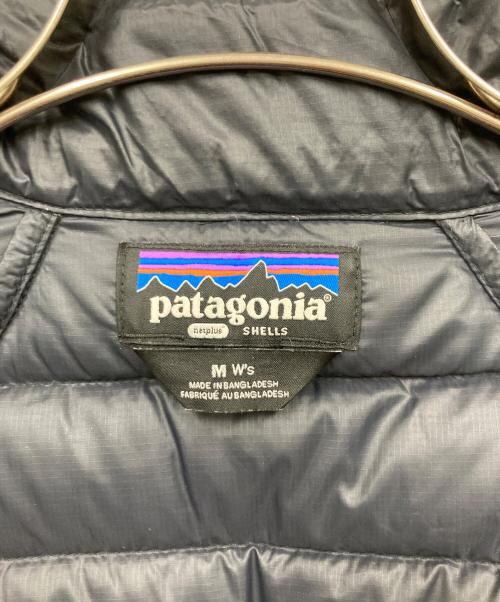 patagonia®
netplus SHELLS
M W's
MADE IN BANGLADESH
FABRIQUÉ AU BANGLADESH